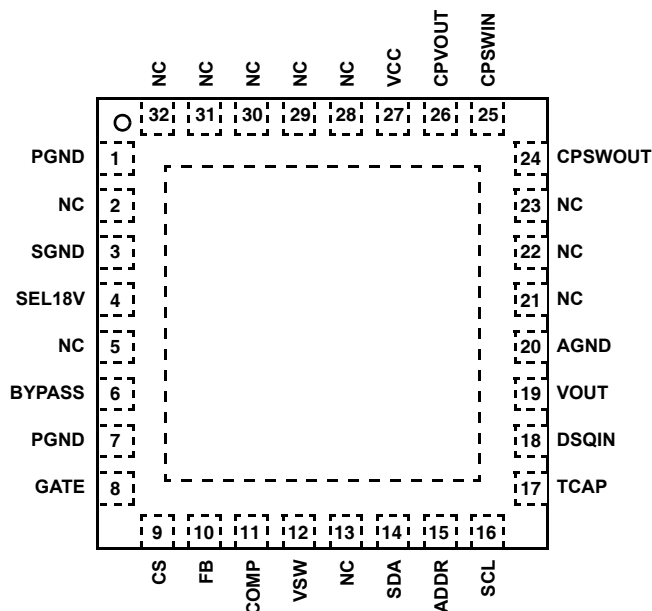 NC
NC
NC
NC
NC
VCC
CPVOUT
CPSWIN
32
31
30
29
28
27
26
25
PGND 1
24 CPSWOUT
NC 2
23 NC
SGND 3
22 NC
SEL18V 4
21 NC
NC 5
20 AGND
BYPASS 6
19 VOUT
PGND 7
18 DSQIN
GATE 8
17 TCAP
9
10
11
12
13
14
15
16
CS
FB
COMP
VSW
NC
SDA
ADDR
SCL